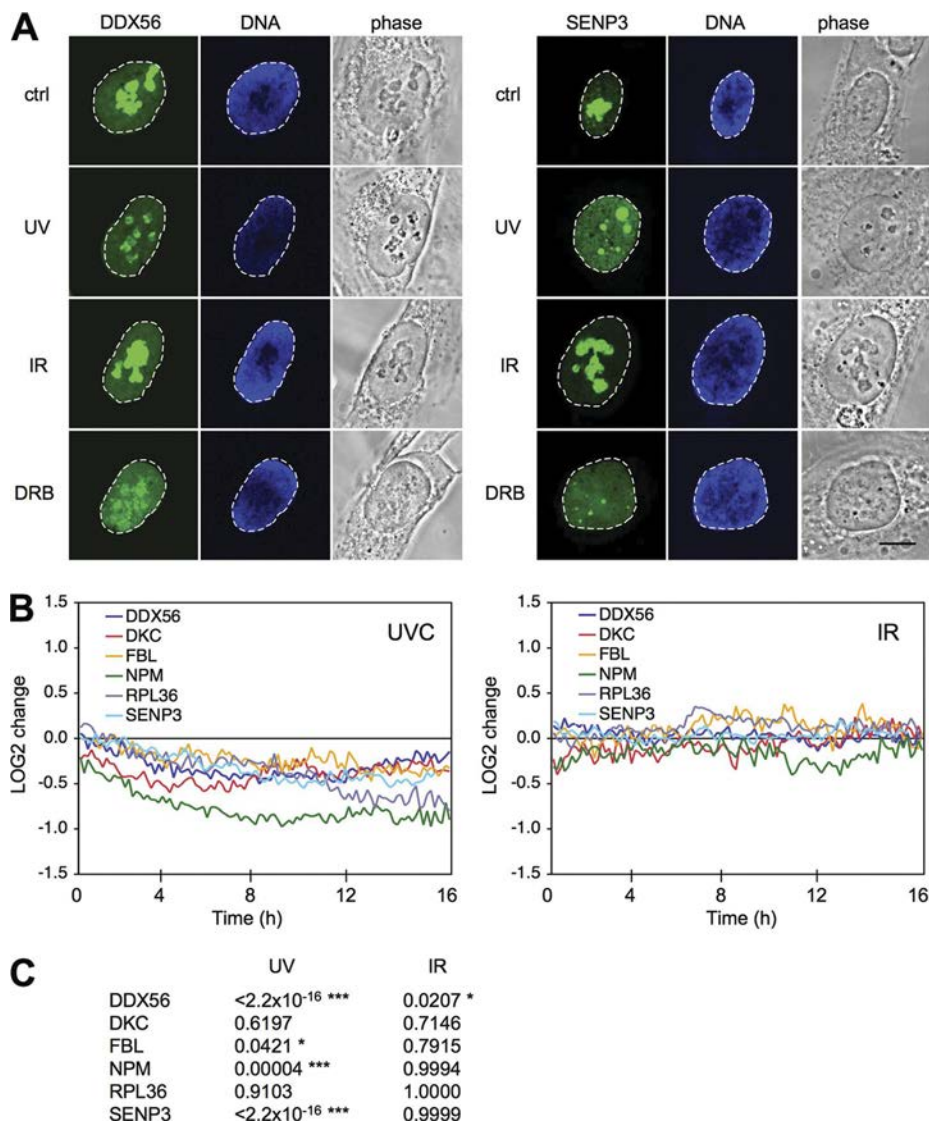 A
DDX56 DNA phase
SENP3 DNA phase
ctrl
UV
IR
DRB
ctrl
UV
IR
DRB
B
UVC
DDX56
DKC
FBL
NPM
RPL36
SENP3
LOG2 change
1.5
1.0
0.5
0.0
-0.5
-1.0
-1.5
0 4 8 12 16
Time (h)
IR
DDX56
DKC
FBL
NPM
RPL36
SENP3
LOG2 change
1.5
1.0
0.5
0.0
-0.5
-1.0
-1.5
0 4 8 12 16
Time (h)
C
UV IR
DDX56 <2.2x10⁻¹⁶ *** 0.0207 *
DKC 0.6197 0.7146
FBL 0.0421 * 0.7915
NPM 0.00004 *** 0.9994
RPL36 0.9103 1.0000
SENP3 <2.2x10⁻¹⁶ *** 0.9999